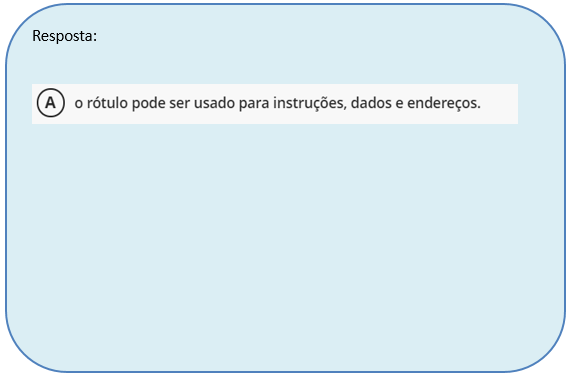 Resposta:
A o rótulo pode ser usado para instruções, dados e endereços.